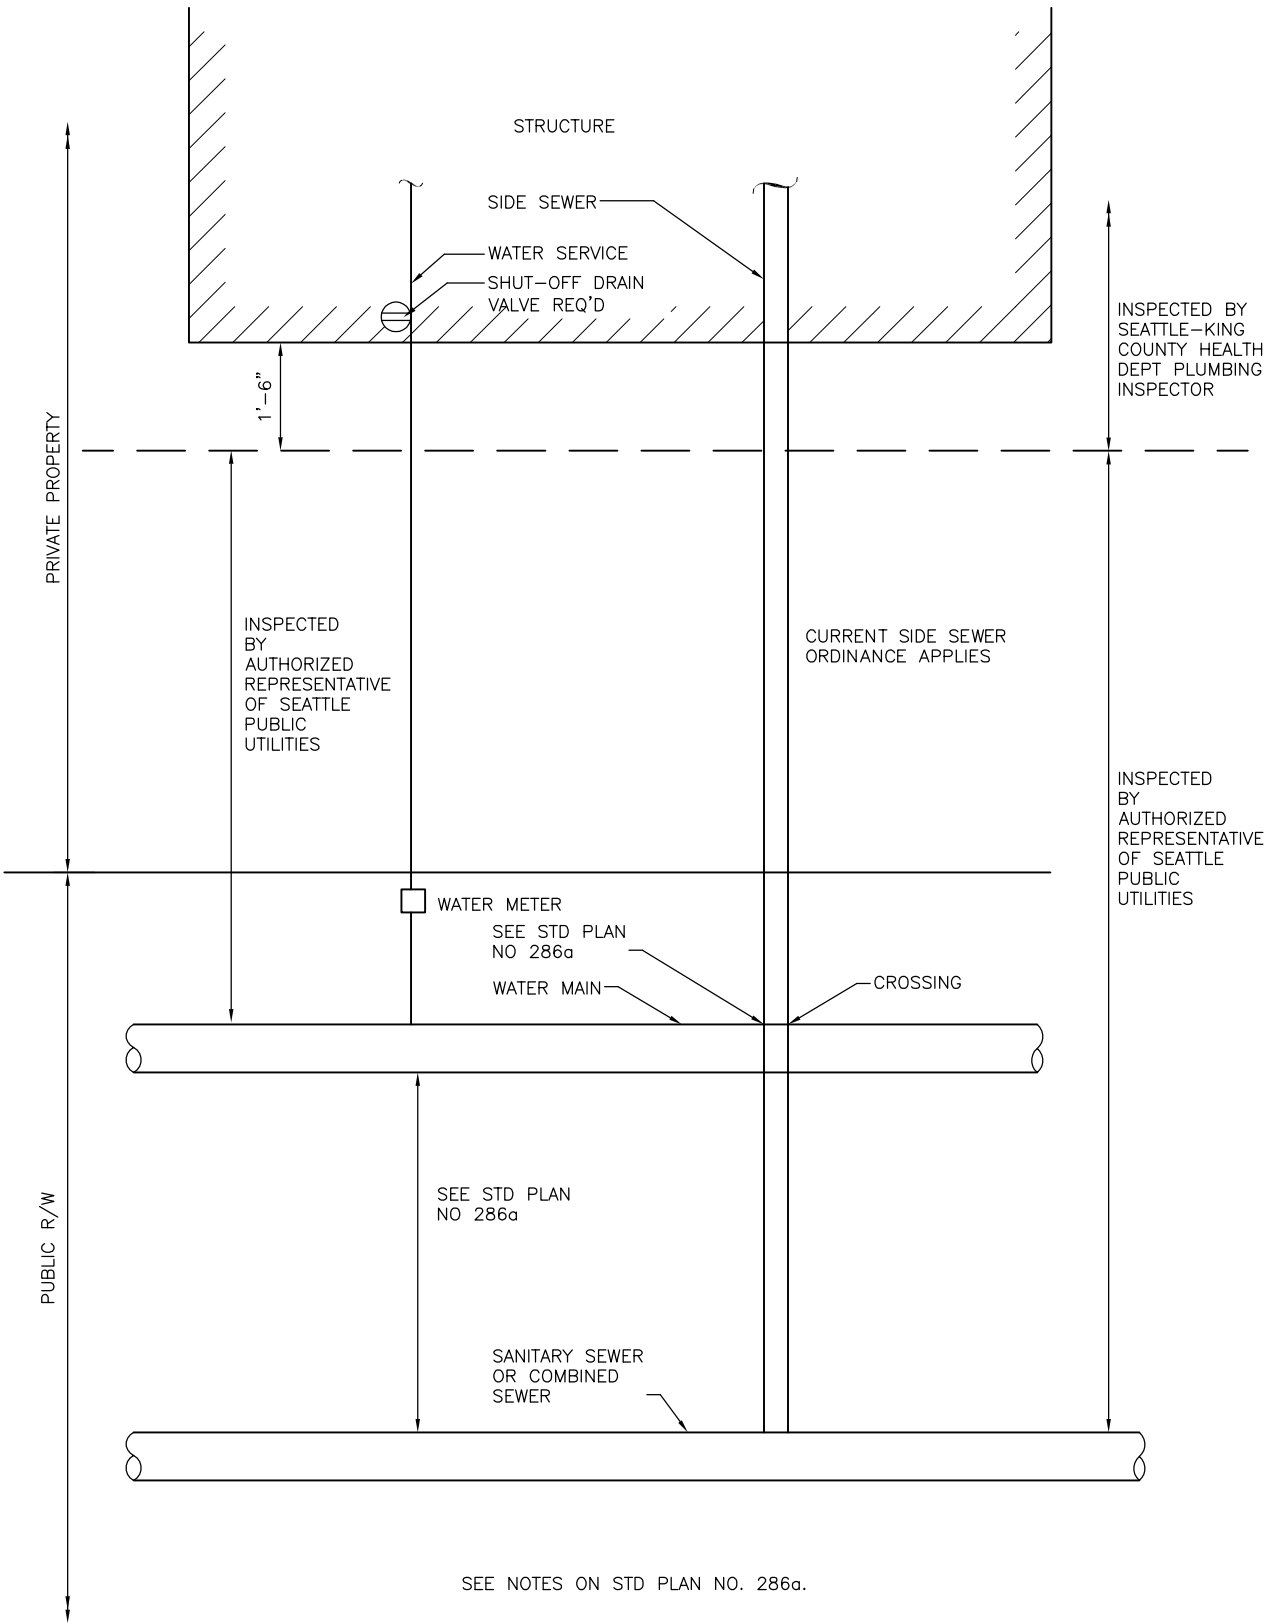 STRUCTURE
SIDE SEWER
WATER SERVICE
SHUT-OFF DRAIN
VALVE REQ'D
INSPECTED BY
SEATTLE-KING
COUNTY HEALTH
DEPT PLUMBING
INSPECTOR
1'-6"
PRIVATE PROPERTY
INSPECTED
BY
AUTHORIZED
REPRESENTATIVE
OF SEATTLE
PUBLIC
UTILITIES
CURRENT SIDE SEWER
ORDINANCE APPLIES
INSPECTED
BY
AUTHORIZED
REPRESENTATIVE
OF SEATTLE
PUBLIC
UTILITIES
WATER METER
SEE STD PLAN
NO 286a
WATER MAIN
CROSSING
SEE STD PLAN
NO 286a
PUBLIC R/W
SANITARY SEWER
OR COMBINED
SEWER
SEE NOTES ON STD PLAN NO. 286a.